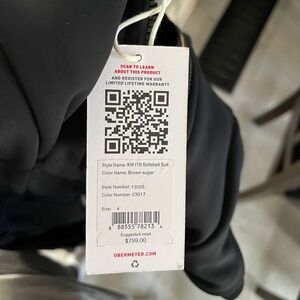 SCAN TO LEARN
ABOUT THIS PRODUCT
AND REGISTER FOR OUR
LIMITED LIFETIME WARRANTY
Style Name: Kitt ITB Softshell Suit
Color Name: Brown sugar
Style Number: 13005
Color Number: 23017
Size: 4
88555 78213
Suggested retail
$799.00
OBERMEYER.COM